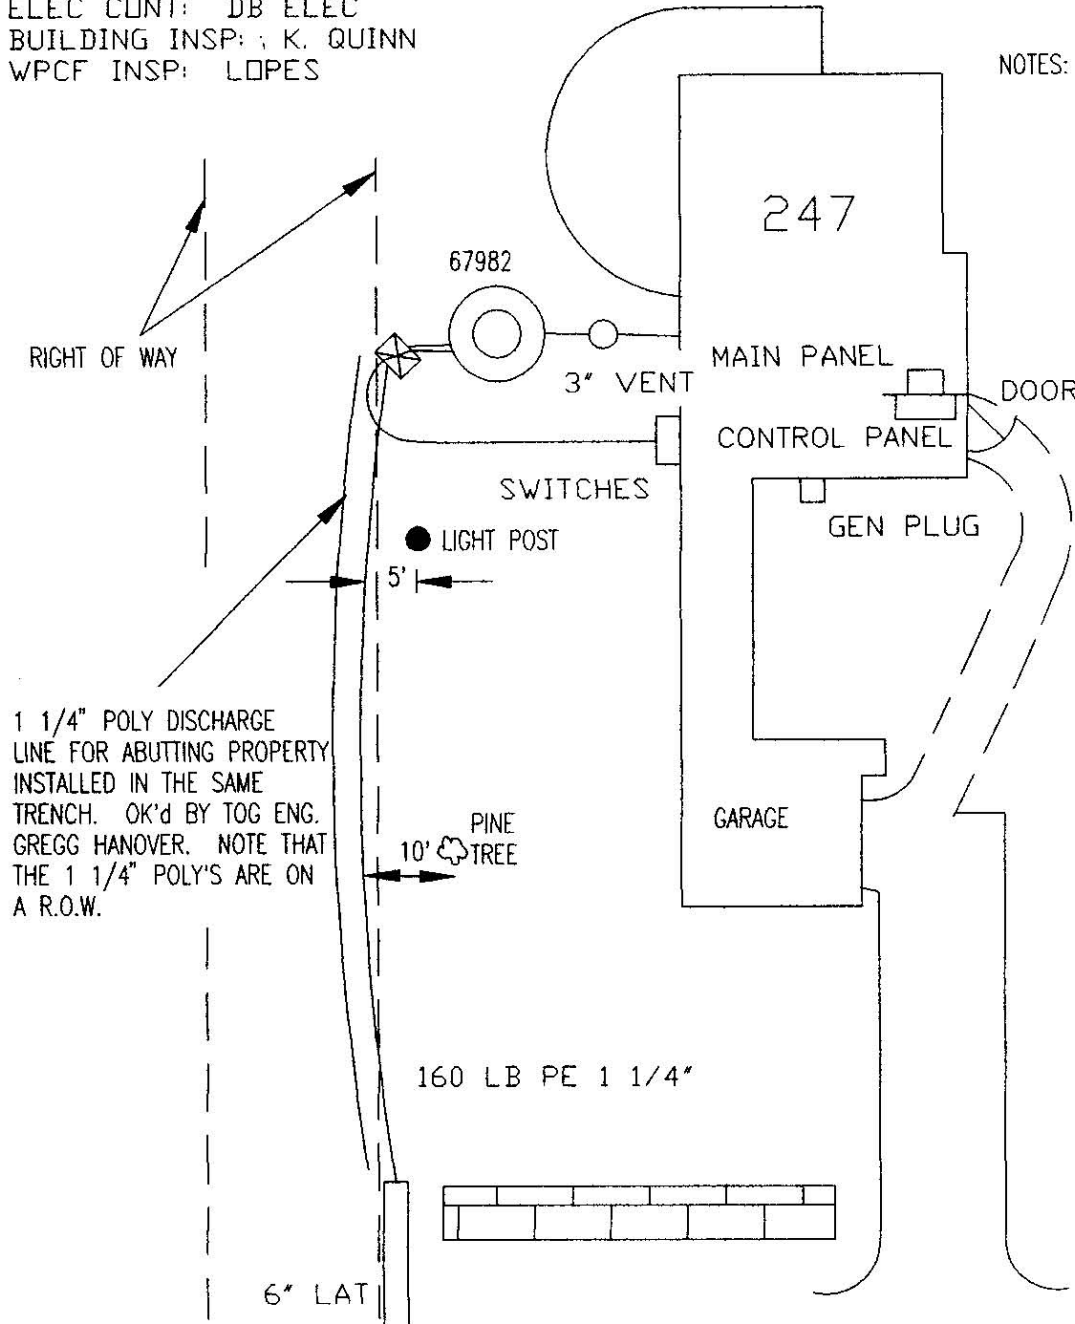 ELEC CONT: DB ELEC
BUILDING INSP: K. QUINN
WPCF INSP: LOPES
NOTES:
247
67982
RIGHT OF WAY
MAIN PANEL
3" VENT
DOOR
CONTROL PANEL
SWITCHES
GEN PLUG
LIGHT POST
5'
1 1/4" POLY DISCHARGE
LINE FOR ABUTTING PROPERTY
INSTALLED IN THE SAME
TRENCH. OK'd BY TOG ENG.
GREGG HANOVER. NOTE THAT
THE 1 1/4" POLY'S ARE ON
A R.O.W.
PINE
TREE
10'
GARAGE
160 LB PE 1 1/4"
6" LAT